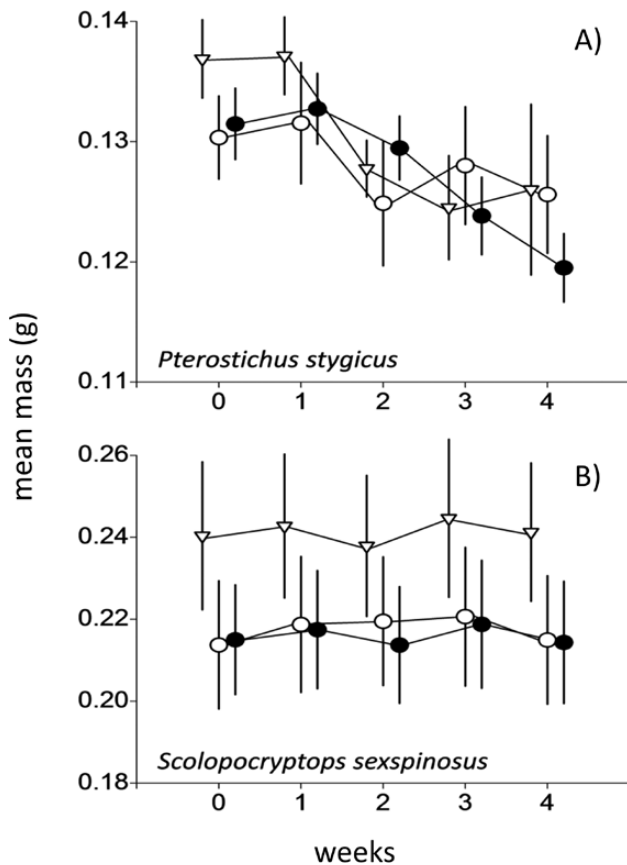 0.14
A)
0.13
0.12
Pterostichus stygicus
0.11
0 1 2 3 4
mean mass (g)
0.26
B)
0.24
0.22
0.20
Scolopocryptops sexspinosus
0.18
0 1 2 3 4
weeks